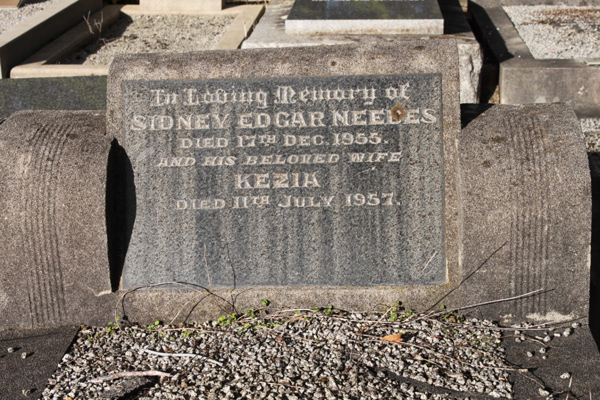 In Loving Memory of
SIDNEY EDGAR NEEDES
DIED 17TH DEC. 1955.
AND HIS BELOVED WIFE
KEZIA
DIED 11TH JULY 1957.